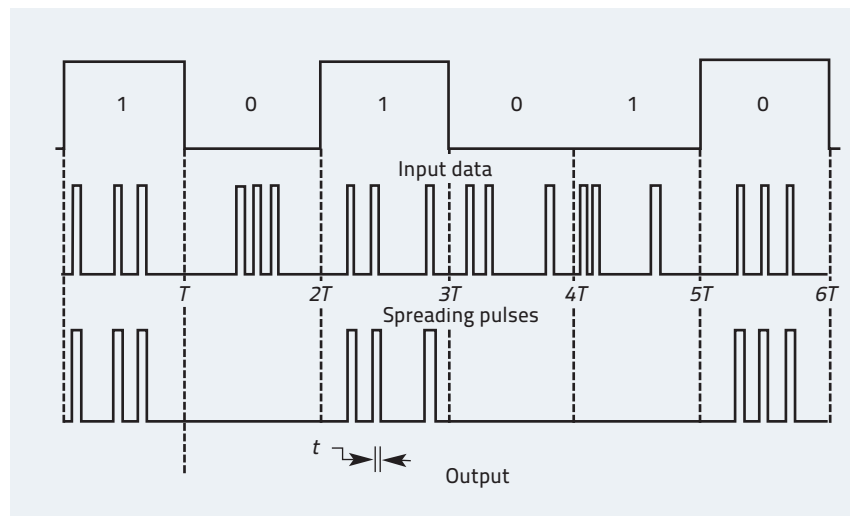 1 0 1 0 1 0
Input data
T 2T 3T 4T 5T 6T
Spreading pulses
t
Output